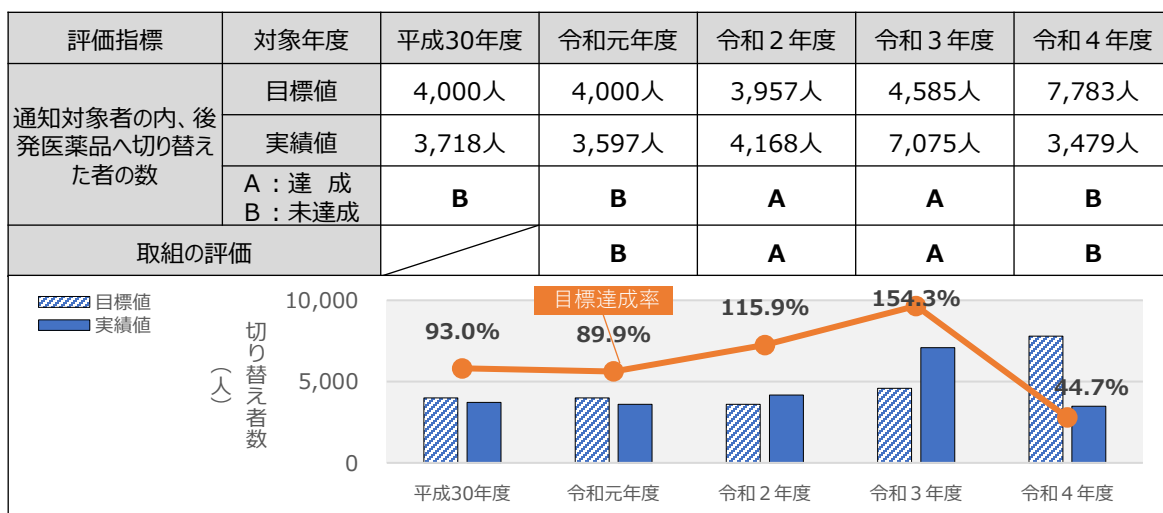 評価指標 対象年度 平成30年度 令和元年度 令和２年度 令和３年度 令和４年度
通知対象者の内、後発医薬品へ切り替えた者の数
目標値 4,000人 4,000人 3,957人 4,585人 7,783人
実績値 3,718人 3,597人 4,168人 7,075人 3,479人
A：達 成
B：未達成
B B A A B
取組の評価 B A A B
目標値
実績値
切り替え者数
（人）
10,000
5,000
0
目標達成率
93.0% 89.9% 115.9% 154.3% 44.7%
平成30年度 令和元年度 令和２年度 令和３年度 令和４年度